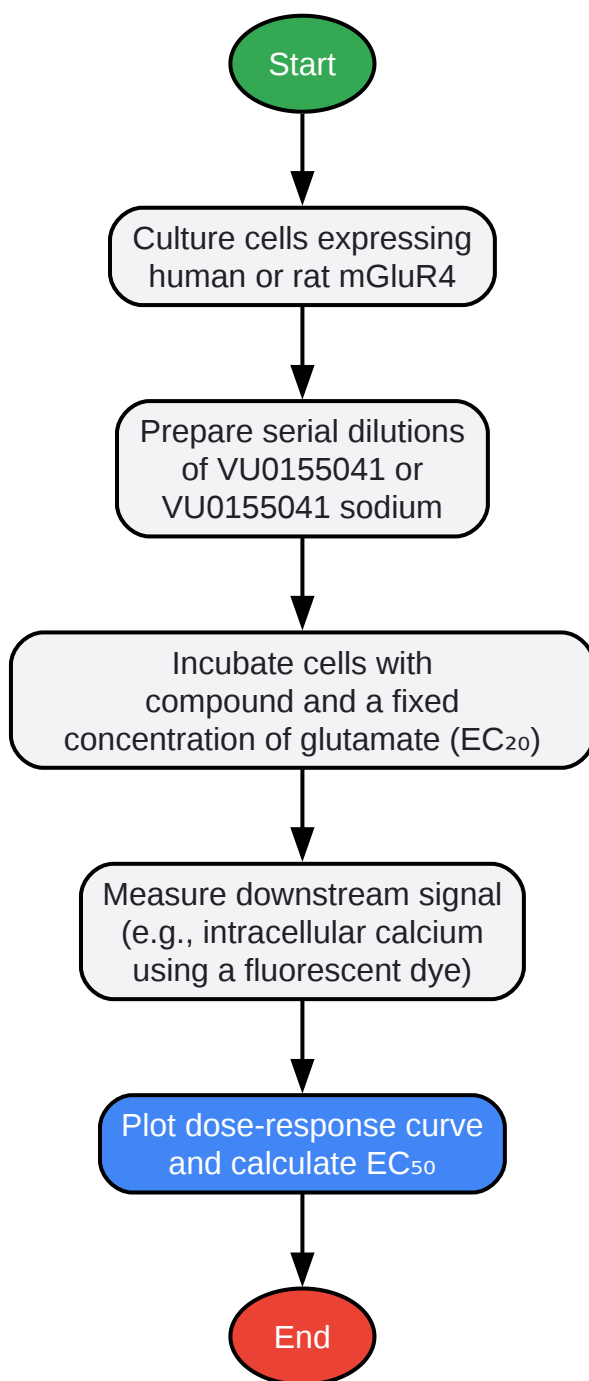 Start
Culture cells expressing
human or rat mGluR4
Prepare serial dilutions
of VU0155041 or
VU0155041 sodium
Incubate cells with
compound and a fixed
concentration of glutamate (EC₂₀)
Measure downstream signal
(e.g., intracellular calcium
using a fluorescent dye)
Plot dose-response curve
and calculate EC₅₀
End